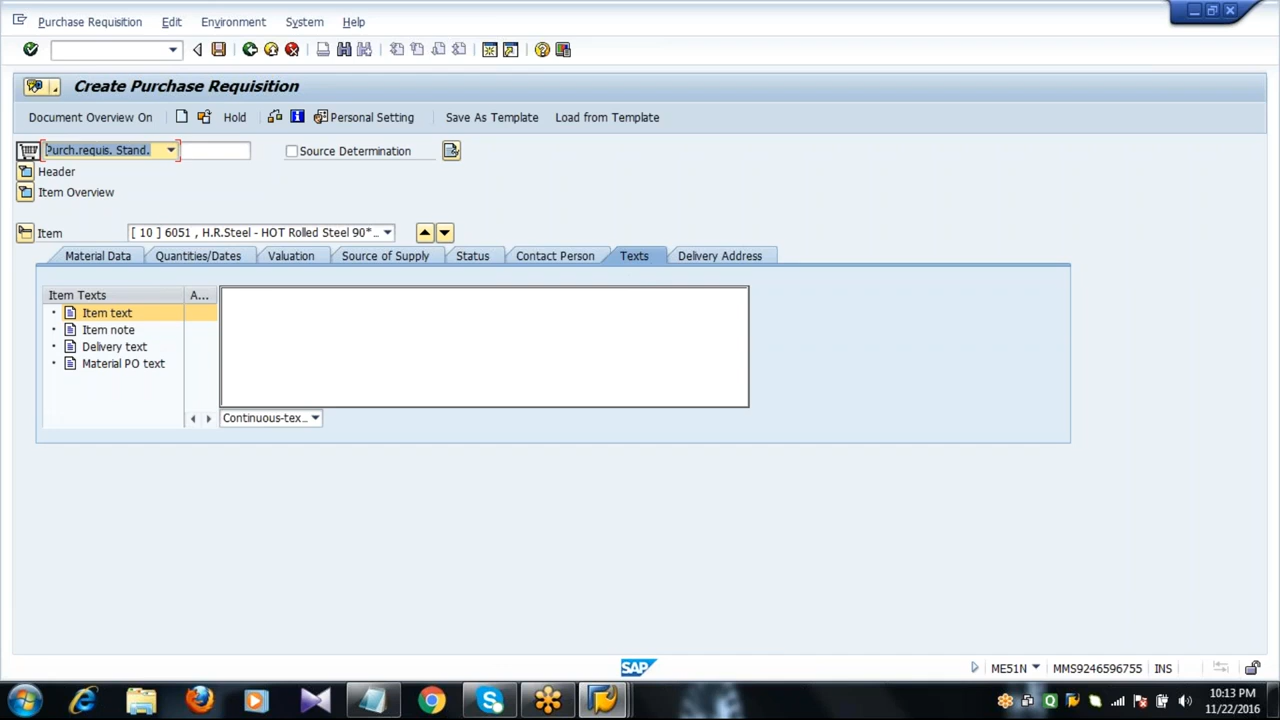 Purchase Requisition Edit Environment System Help
Create Purchase Requisition
Document Overview On Hold Personal Setting Save As Template Load from Template
Purch.requis. Stand. Source Determination
Header
Item Overview
Item [ 10 ] 6051 , H.R.Steel - HOT Rolled Steel 90*...
Material Data Quantities/Dates Valuation Source of Supply Status Contact Person Texts Delivery Address
Item Texts A...
Item text
Item note
Delivery text
Material PO text
Continuous-tex...
SAP ME51N MMS9246596755 INS
10:13 PM
11/22/2016